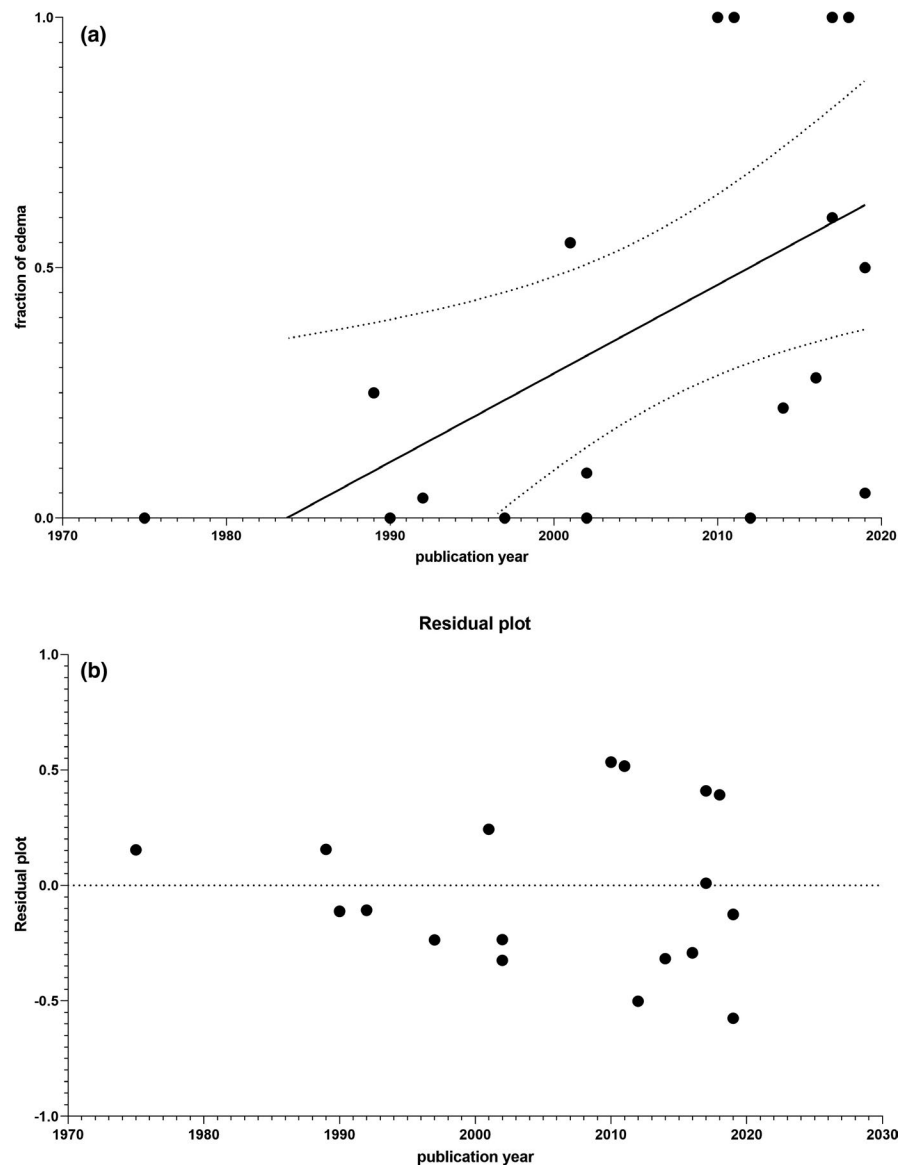 (a)
1.0
0.5
0.0
fraction of edema
1970 1980 1990 2000 2010 2020
publication year
Residual plot
(b)
1.0
0.5
0.0
-0.5
-1.0
Residual plot
1970 1980 1990 2000 2010 2020 2030
publication year